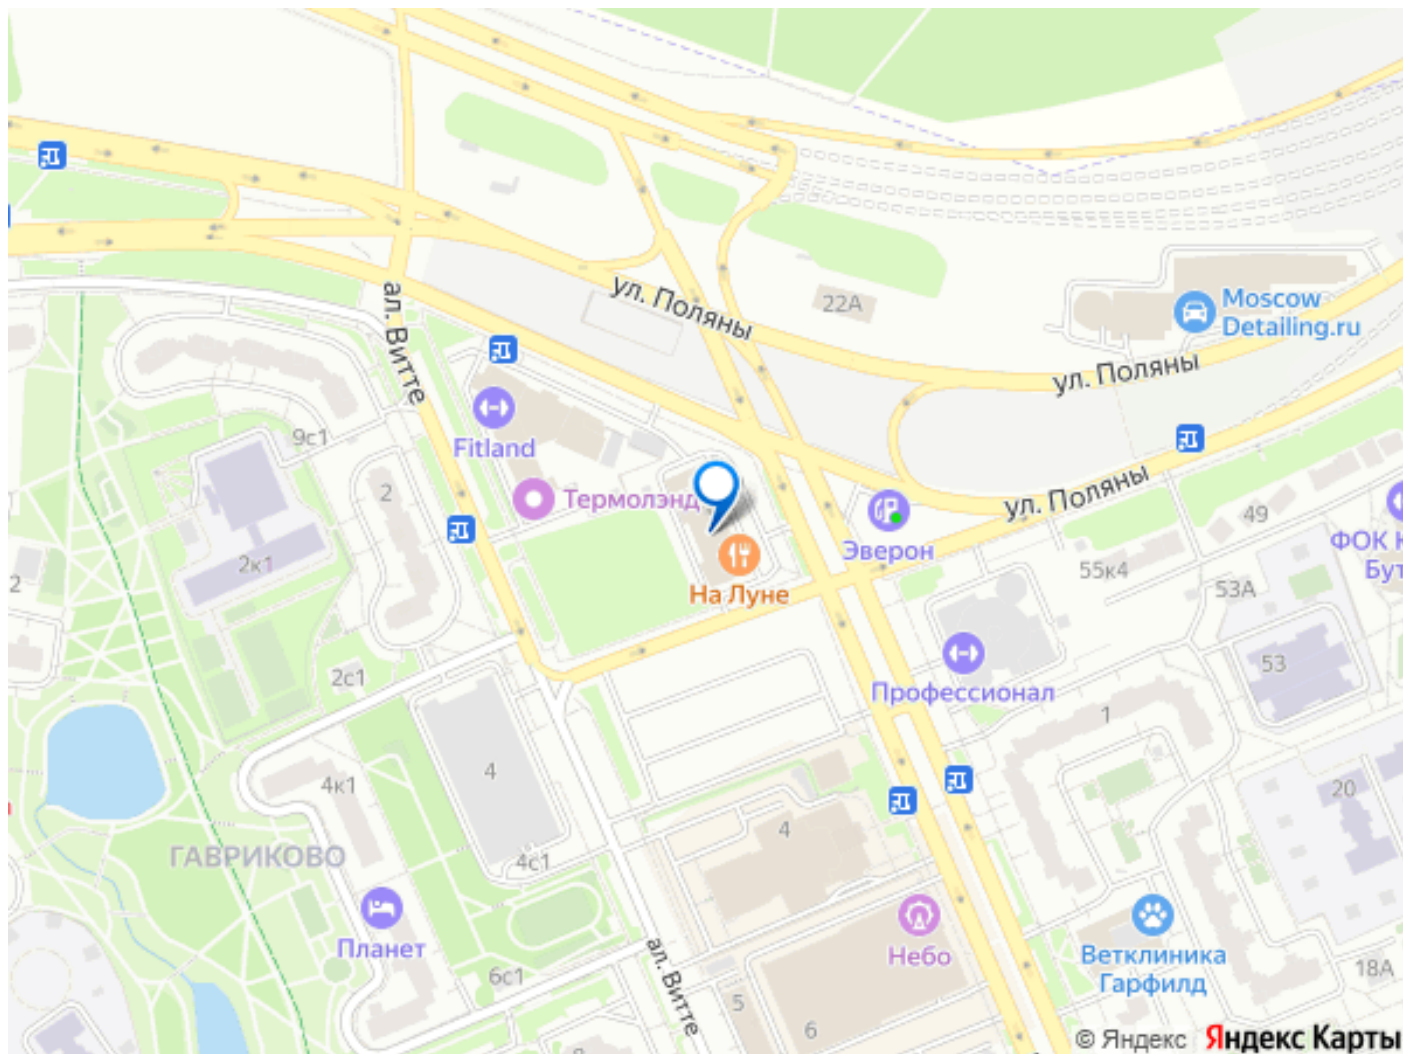 ул. Поляны
22А
Moscow
Detailing.ru
ал. Витте
ул. Поляны
9с1
Fitland
2
Термолэнд
ул. Поляны
49
Эверон
ФОК К
Бут
2к1
55к4
53А
2
На Луне
53
2с1
Профессионал
1
4
4к1
20
4
ГАВРИКОВО
4с1
Планет
Небо
Ветклиника
Гарфилд
ал. Витте
6с1
18А
5
6
© Яндекс Яндекс Карты